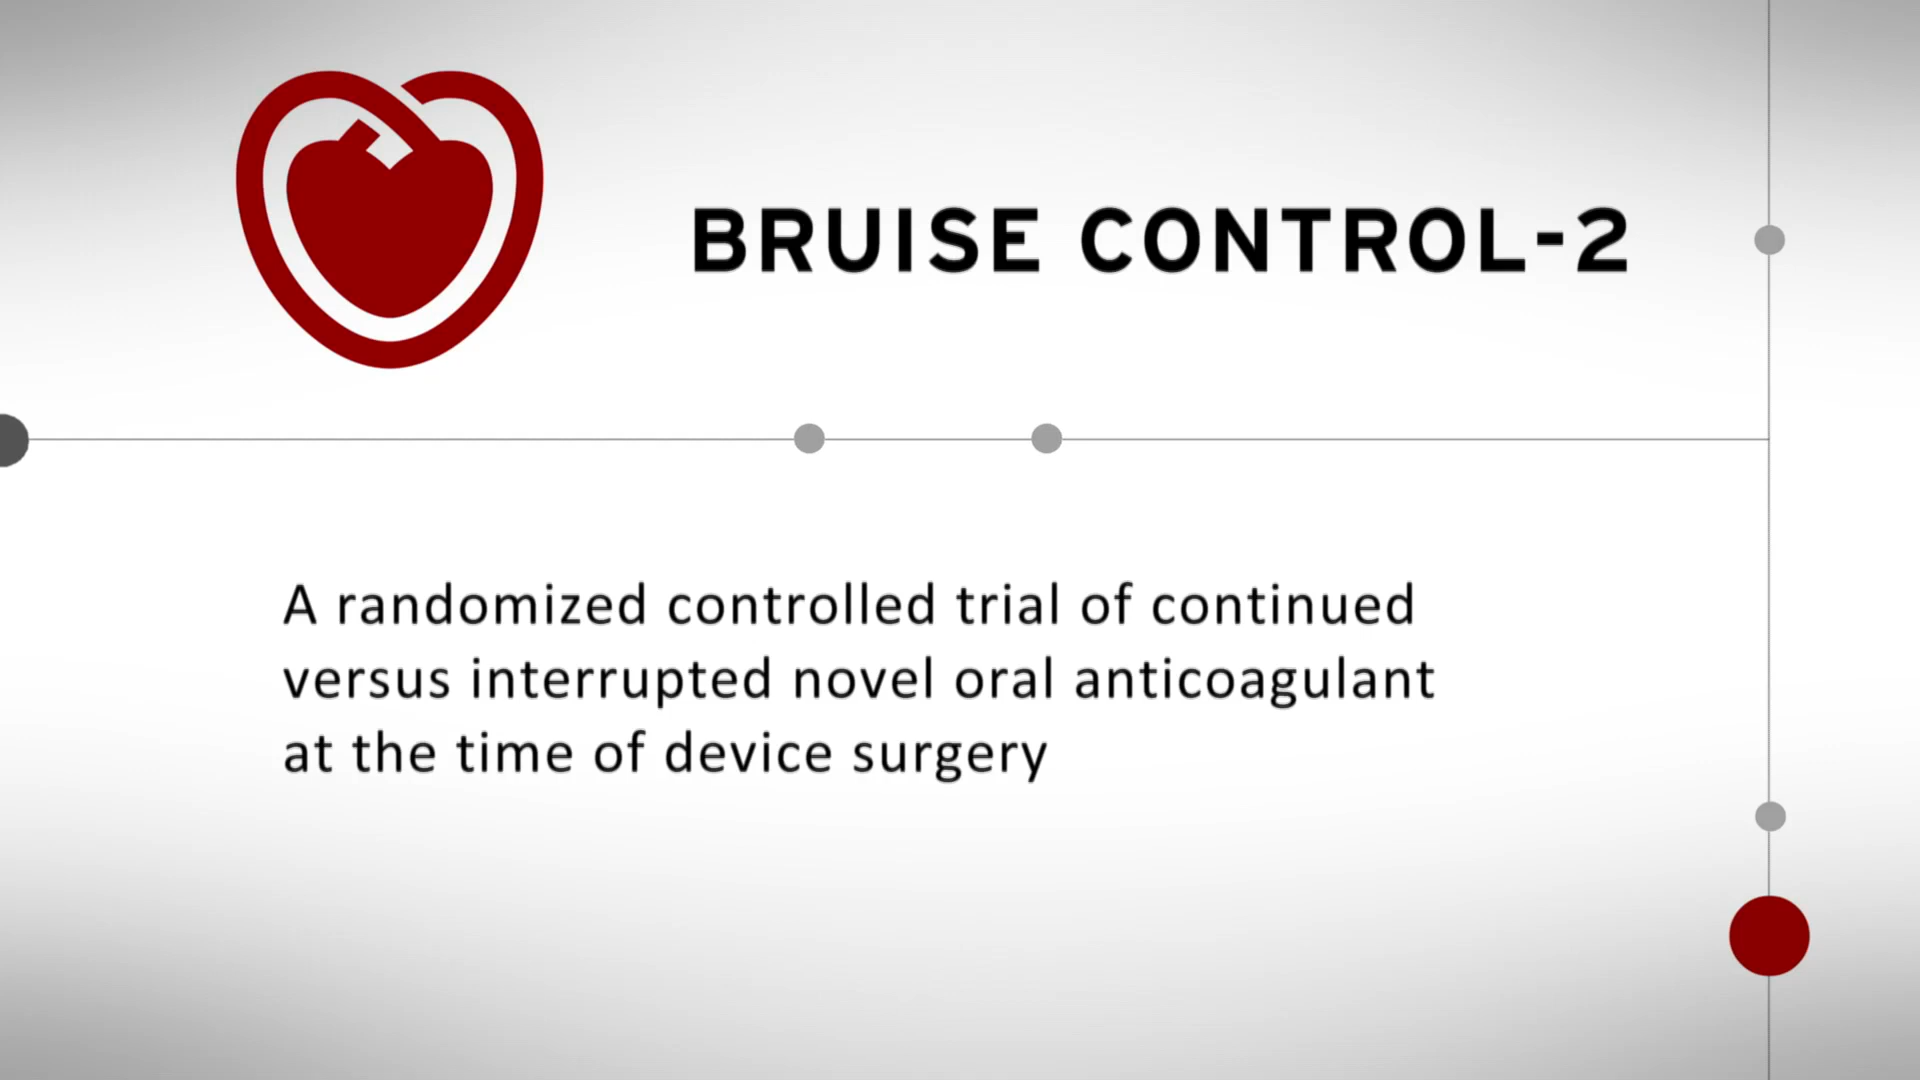 BRUISE CONTROL-2
A randomized controlled trial of continued
versus interrupted novel oral anticoagulant
at the time of device surgery